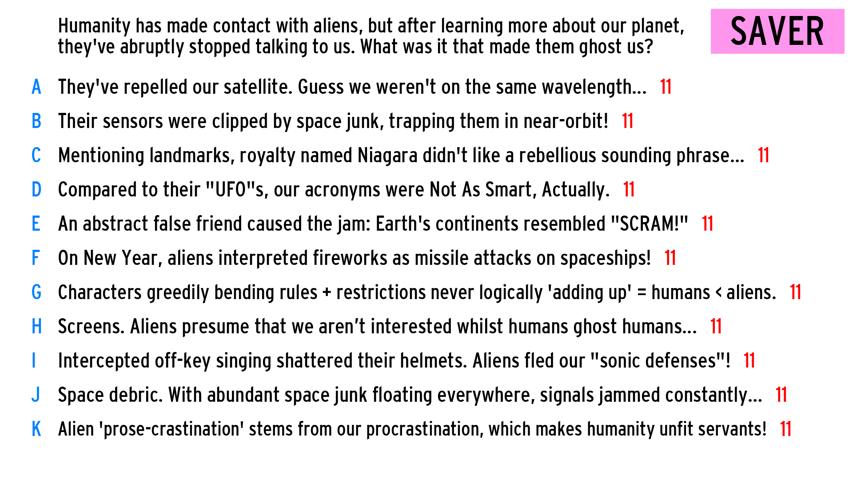 Humanity has made contact with aliens, but after learning more about our planet,
they've abruptly stopped talking to us. What was it that made them ghost us?
SAVER
A They've repelled our satellite. Guess we weren't on the same wavelength... 11
B Their sensors were clipped by space junk, trapping them in near-orbit! 11
C Mentioning landmarks, royalty named Niagara didn't like a rebellious sounding phrase... 11
D Compared to their "UFO"s, our acronyms were Not As Smart, Actually. 11
E An abstract false friend caused the jam: Earth's continents resembled "SCRAM!" 11
F On New Year, aliens interpreted fireworks as missile attacks on spaceships! 11
G Characters greedily bending rules + restrictions never logically 'adding up' = humans < aliens. 11
H Screens. Aliens presume that we aren't interested whilst humans ghost humans... 11
I Intercepted off-key singing shattered their helmets. Aliens fled our "sonic defenses"! 11
J Space debric. With abundant space junk floating everywhere, signals jammed constantly... 11
K Alien 'prose-crastination' stems from our procrastination, which makes humanity unfit servants! 11